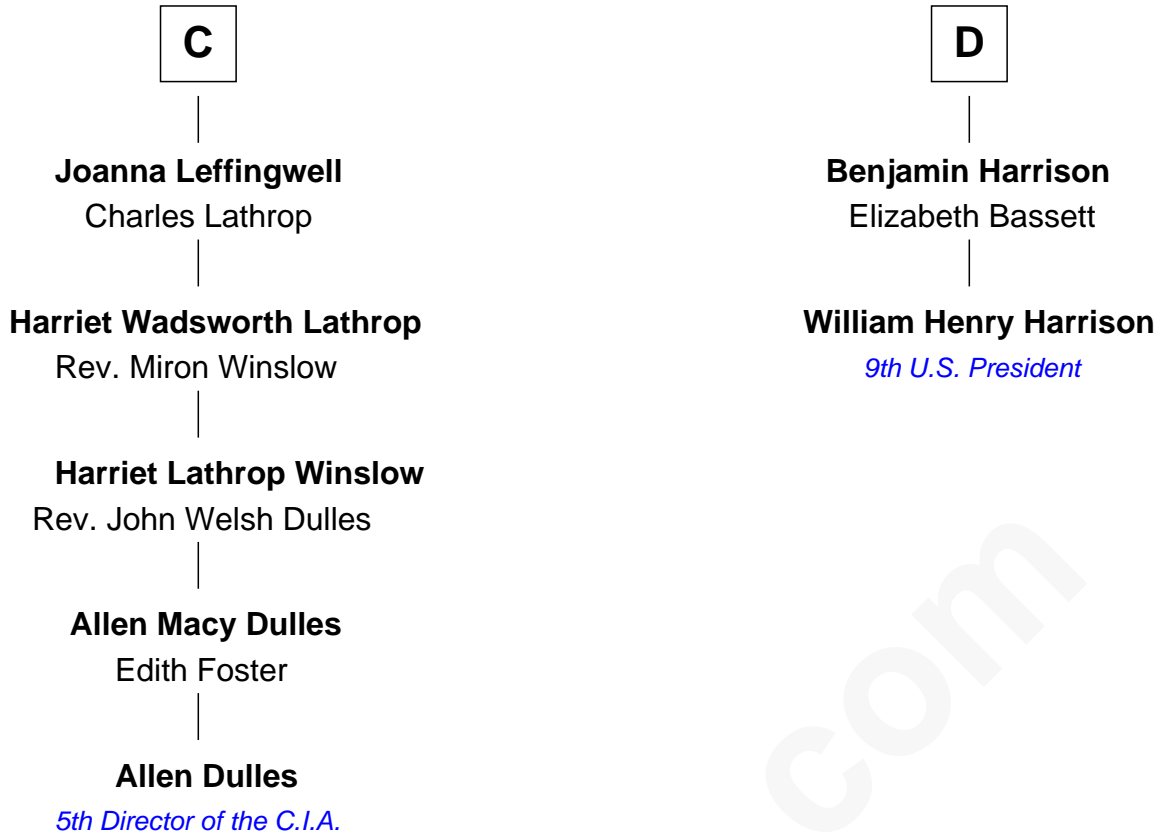 C
Joanna Leffingwell
Charles Lathrop
Harriet Wadsworth Lathrop
Rev. Miron Winslow
Harriet Lathrop Winslow
Rev. John Welsh Dulles
Allen Macy Dulles
Edith Foster
Allen Dulles
5th Director of the C.I.A.
D
Benjamin Harrison
Elizabeth Bassett
William Henry Harrison
9th U.S. President
com